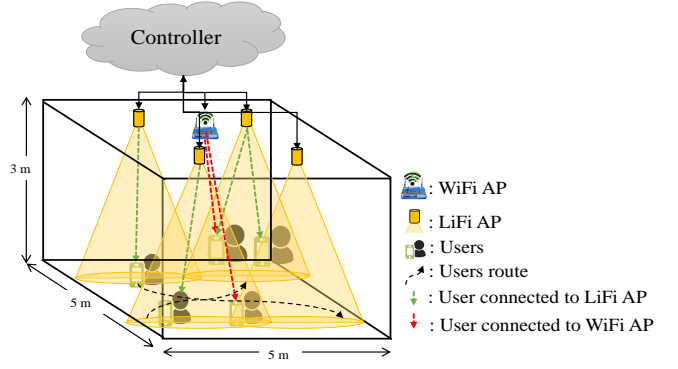 Controller
3 m
5 m
5 m
: WiFi AP
: LiFi AP
: Users
: Users route
: User connected to LiFi AP
: User connected to WiFi AP